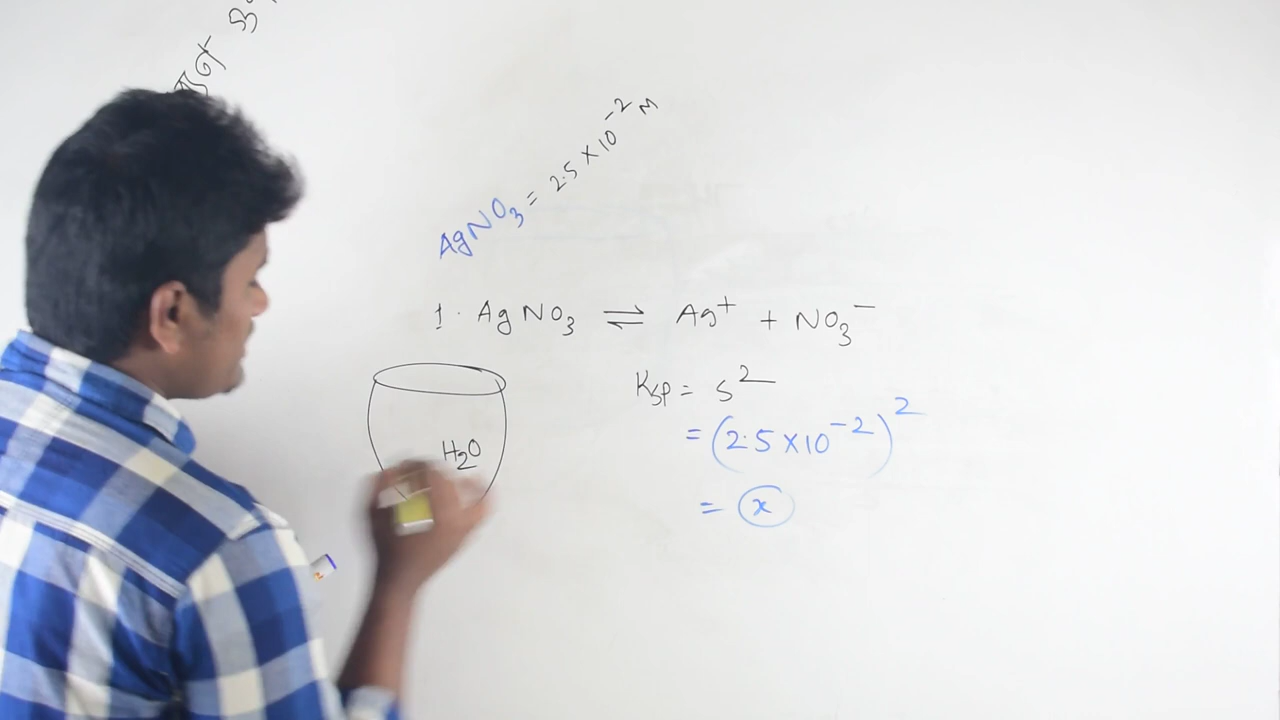 AgNO₃ = 2.5 × 10⁻² M
1. AgNO₃ ⇌ Ag⁺ + NO₃⁻
Ksp = s²
= (2.5 × 10⁻²)²
= x
H₂O